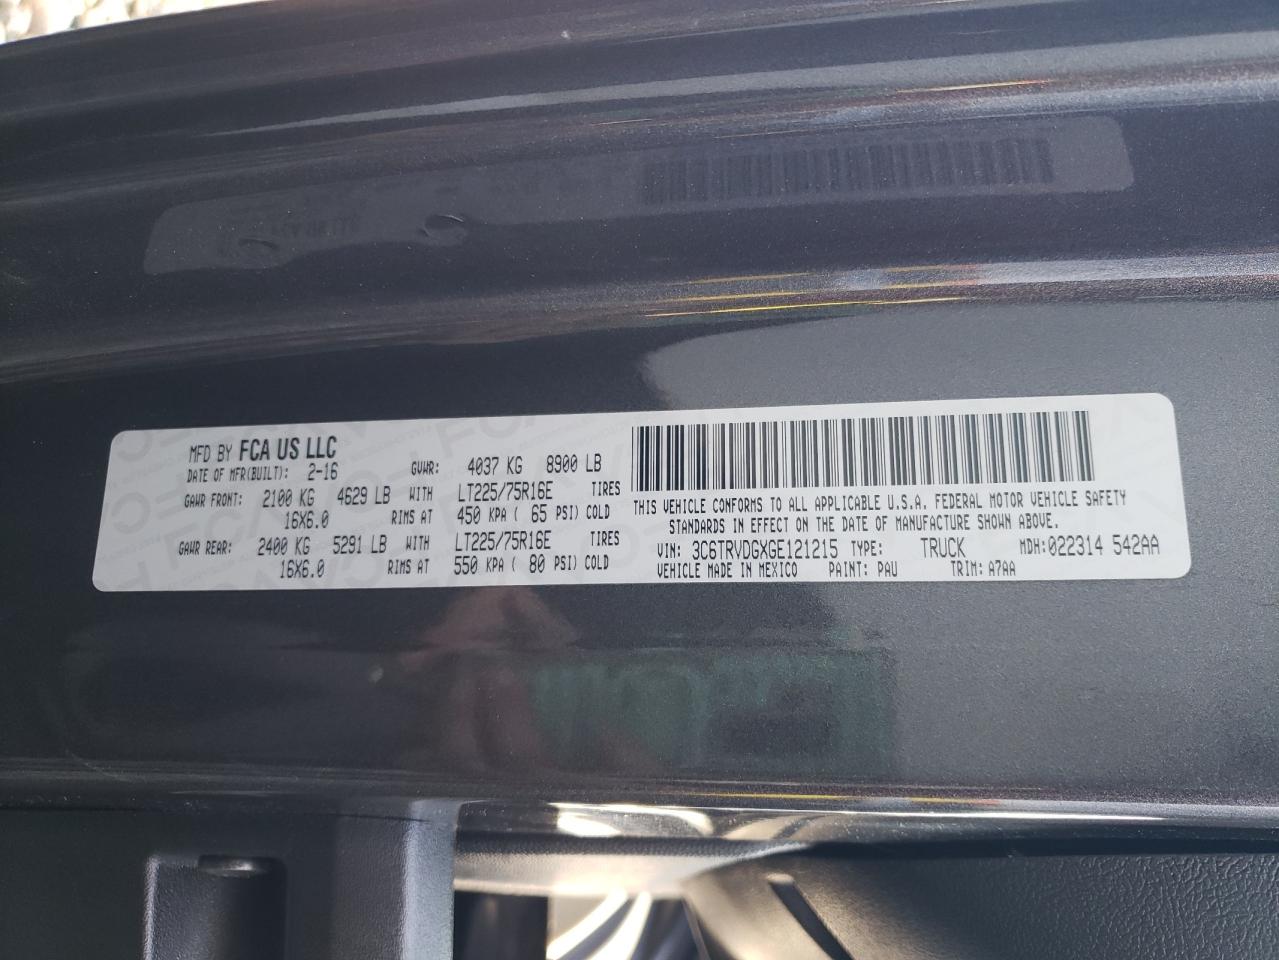 MFD BY FCA US LLC
DATE OF MFR(BUILT): 2-16 GVWR: 4037 KG 8900 LB
GAWR FRONT: 2100 KG 4629 LB WITH LT225/75R16E TIRES
16X6.0 RIMS AT 450 KPA ( 65 PSI) COLD
GAWR REAR: 2400 KG 5291 LB WITH LT225/75R16E TIRES
16X6.0 RIMS AT 550 KPA ( 80 PSI) COLD
THIS VEHICLE CONFORMS TO ALL APPLICABLE U.S.A. FEDERAL MOTOR VEHICLE SAFETY
STANDARDS IN EFFECT ON THE DATE OF MANUFACTURE SHOWN ABOVE.
VIN: 3C6TRVDGXGE121215 TYPE: TRUCK MDH:022314 542AA
VEHICLE MADE IN MEXICO PAINT: PAU TRIM: A7AA